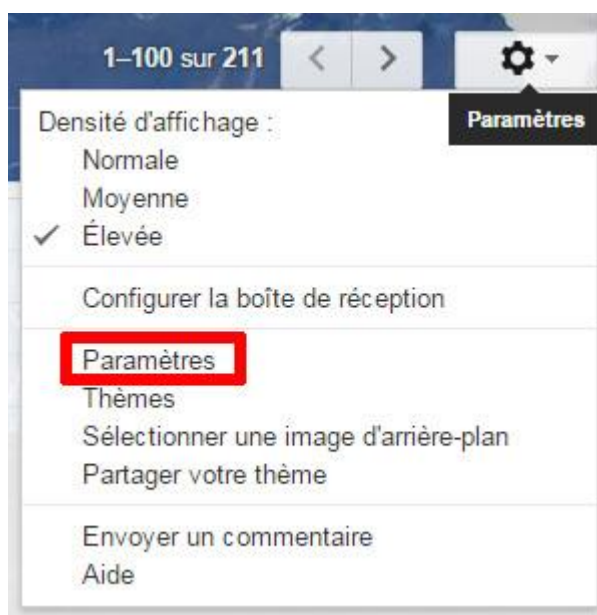 1–100 sur 211
Paramètres
Densité d'affichage :
Normale
Moyenne
Élevée
Configurer la boîte de réception
Paramètres
Thèmes
Sélectionner une image d'arrière-plan
Partager votre thème
Envoyer un commentaire
Aide